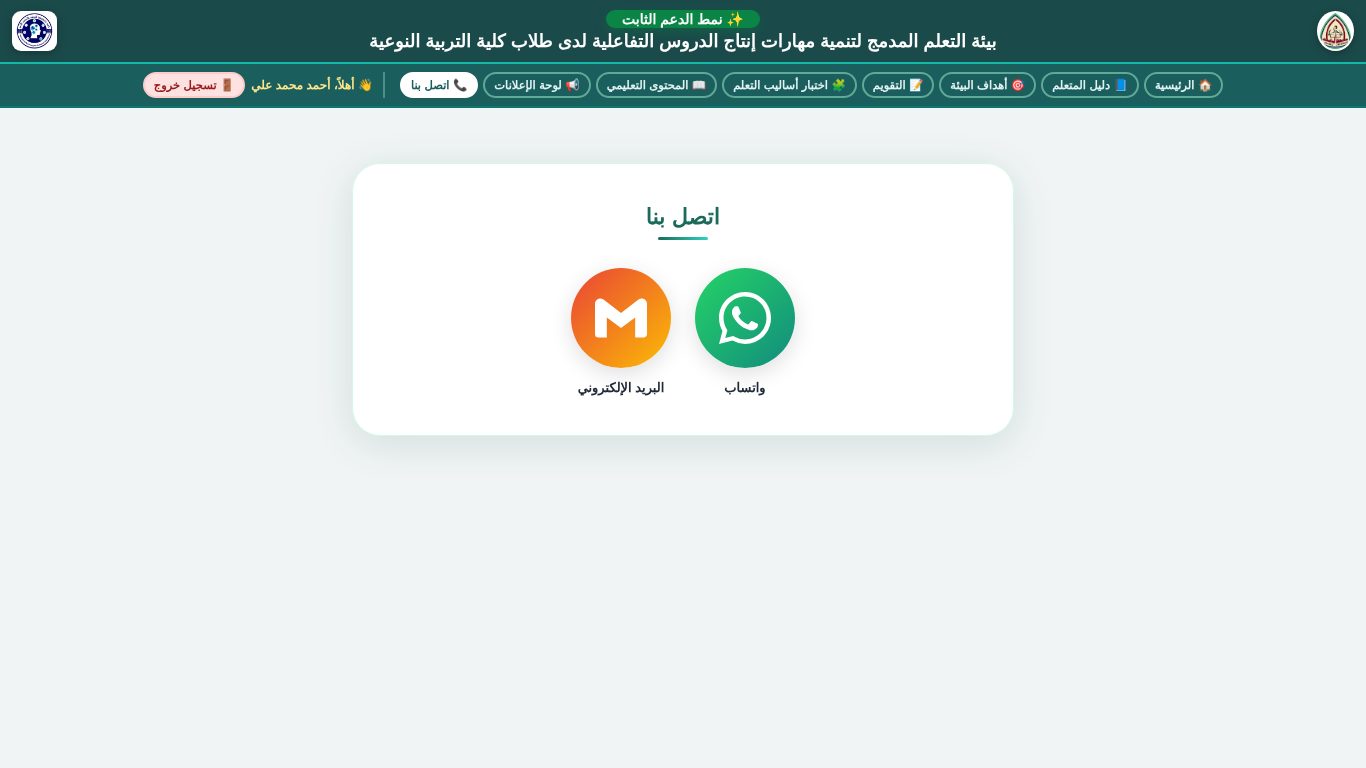 ✨ نمط الدعم الثابت
بيئة التعلم المدمج لتنمية مهارات إنتاج الدروس التفاعلية لدى طلاب كلية التربية النوعية
🏠 الرئيسية
📘 دليل المتعلم
🎯 أهداف البيئة
📝 التقويم
🧩 اختبار أساليب التعلم
📖 المحتوى التعليمي
📢 لوحة الإعلانات
📞 اتصل بنا
👋 أهلاً، أحمد محمد علي
🚪 تسجيل خروج
اتصل بنا
واتساب
البريد الإلكتروني